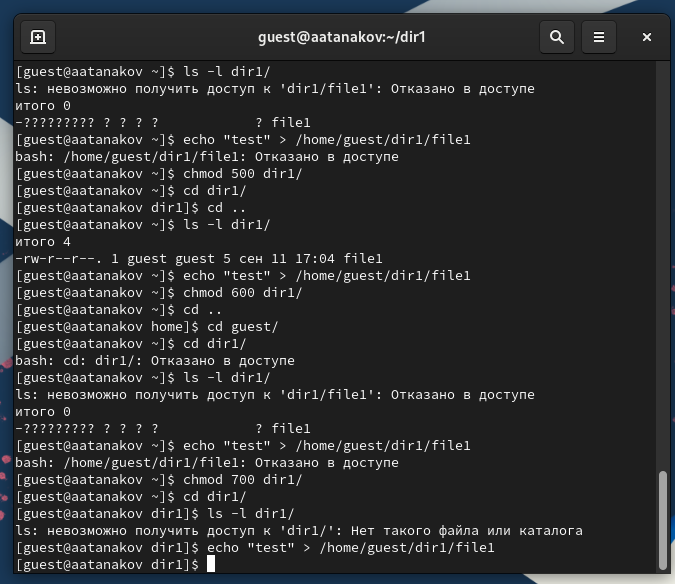 guest@aatanakov:~/dir1
[guest@aatanakov ~]$ ls -l dir1/
ls: невозможно получить доступ к 'dir1/file1': Отказано в доступе
итого 0
-????????? ? ? ? ?            ? file1
[guest@aatanakov ~]$ echo "test" > /home/guest/dir1/file1
bash: /home/guest/dir1/file1: Отказано в доступе
[guest@aatanakov ~]$ chmod 500 dir1/
[guest@aatanakov ~]$ cd dir1/
[guest@aatanakov dir1]$ cd ..
[guest@aatanakov ~]$ ls -l dir1/
итого 4
-rw-r--r--. 1 guest guest 5 сен 11 17:04 file1
[guest@aatanakov ~]$ echo "test" > /home/guest/dir1/file1
[guest@aatanakov ~]$ chmod 600 dir1/
[guest@aatanakov ~]$ cd ..
[guest@aatanakov home]$ cd guest/
[guest@aatanakov ~]$ cd dir1/
bash: cd: dir1/: Отказано в доступе
[guest@aatanakov ~]$ ls -l dir1/
ls: невозможно получить доступ к 'dir1/file1': Отказано в доступе
итого 0
-????????? ? ? ? ?            ? file1
[guest@aatanakov ~]$ echo "test" > /home/guest/dir1/file1
bash: /home/guest/dir1/file1: Отказано в доступе
[guest@aatanakov ~]$ chmod 700 dir1/
[guest@aatanakov ~]$ cd dir1/
[guest@aatanakov dir1]$ ls -l dir1/
ls: невозможно получить доступ к 'dir1/': Нет такого файла или каталога
[guest@aatanakov dir1]$ echo "test" > /home/guest/dir1/file1
[guest@aatanakov dir1]$